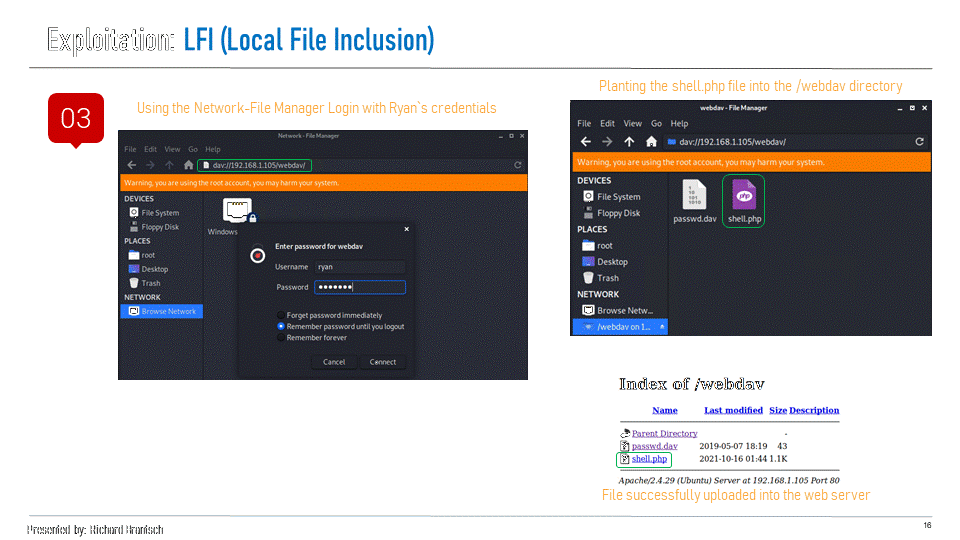 Exploitation: LFI (Local File Inclusion)
03
Using the Network-File Manager Login with Ryan`s credentials
Network - File Manager
File Edit View Go Help
dav://192.168.1.105/webdav/
Warning, you are using the root account, you may harm your system.
DEVICES
File System
Floppy Disk
PLACES
root
Desktop
Trash
NETWORK
Browse Network
Windows
Enter password for webdav
Username ryan
Password •••••••
Forget password immediately
Remember password until you logout
Remember forever
Cancel Connect
Planting the shell.php file into the /webdav directory
webdav - File Manager
File Edit View Go Help
dav://192.168.1.105/webdav/
Warning, you are using the root account, you may harm your system.
DEVICES
File System
Floppy Disk
PLACES
root
Desktop
Trash
NETWORK
Browse Netw...
/webdav on 1...
1
10
101
1010
passwd.dav
php
shell.php
Index of /webdav
Name Last modified Size Description
Parent Directory -
passwd.dav 2019-05-07 18:19 43
shell.php 2021-10-16 01:44 1.1K
Apache/2.4.29 (Ubuntu) Server at 192.168.1.105 Port 80
File successfully uploaded into the web server
Presented by: Richard
16